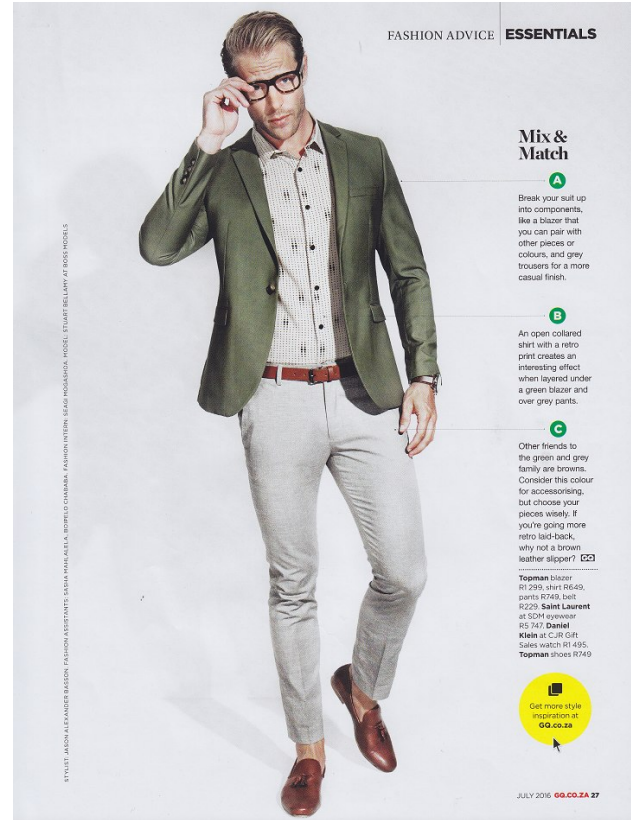 FASHION ADVICE ESSENTIALS
Mix &
Match
A
Break your suit up
into components,
like a blazer that
you can pair with
other pieces or
colours, and grey
trousers for a more
casual finish.
B
An open collared
shirt with a retro
print creates an
interesting effect
when layered under
a green blazer and
over grey pants.
C
Other friends to
the green and grey
family are browns.
Consider this colour
for accessorising,
but choose your
pieces wisely. If
you're going more
retro laid-back,
why not a brown
leather slipper? GQ
Topman blazer
R1 299, shirt R649,
pants R749, belt
R229. Saint Laurent
at SDM eyewear
R5 747. Daniel
Klein at CJR Gift
Sales watch R1 495.
Topman shoes R749
Get more style
inspiration at
GQ.co.za
JULY 2016 GQ.CO.ZA 27
STYLIST: JASON ALEXANDER BASSON. FASHION ASSISTANTS: SASHA MAHLALELA, BOIPELO CHABABA. FASHION INTERN: SEAGI MOGASHOA. MODEL: STUART BELLAMY AT BOSS MODELS